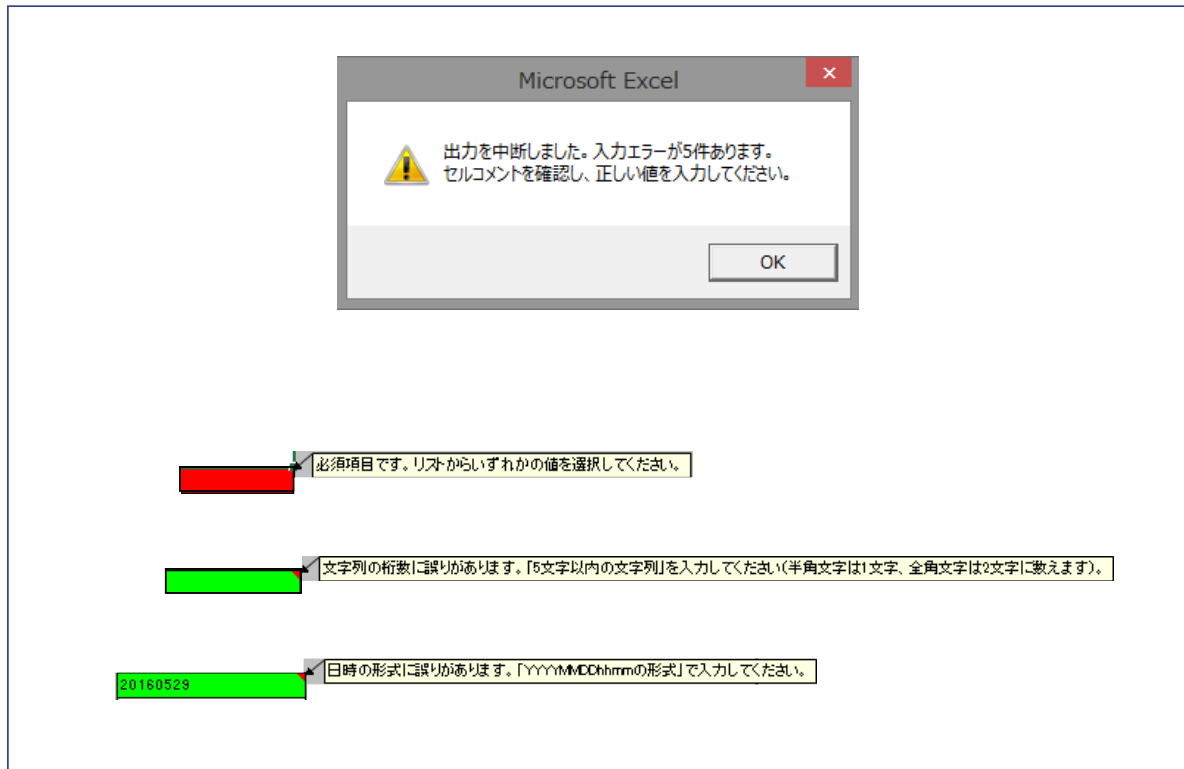 Microsoft Excel
出力を中断しました。入力エラーが5件あります。
セルコメントを確認し、正しい値を入力してください。
OK
必須項目です。リストからいずれかの値を選択してください。
文字列の桁数に誤りがあります。「5文字以内の文字列」を入力してください(半角文字は1文字、全角文字は2文字に数えます)。
日時の形式に誤りがあります。「YYYYMMDDhhmmの形式」で入力してください。
20160529